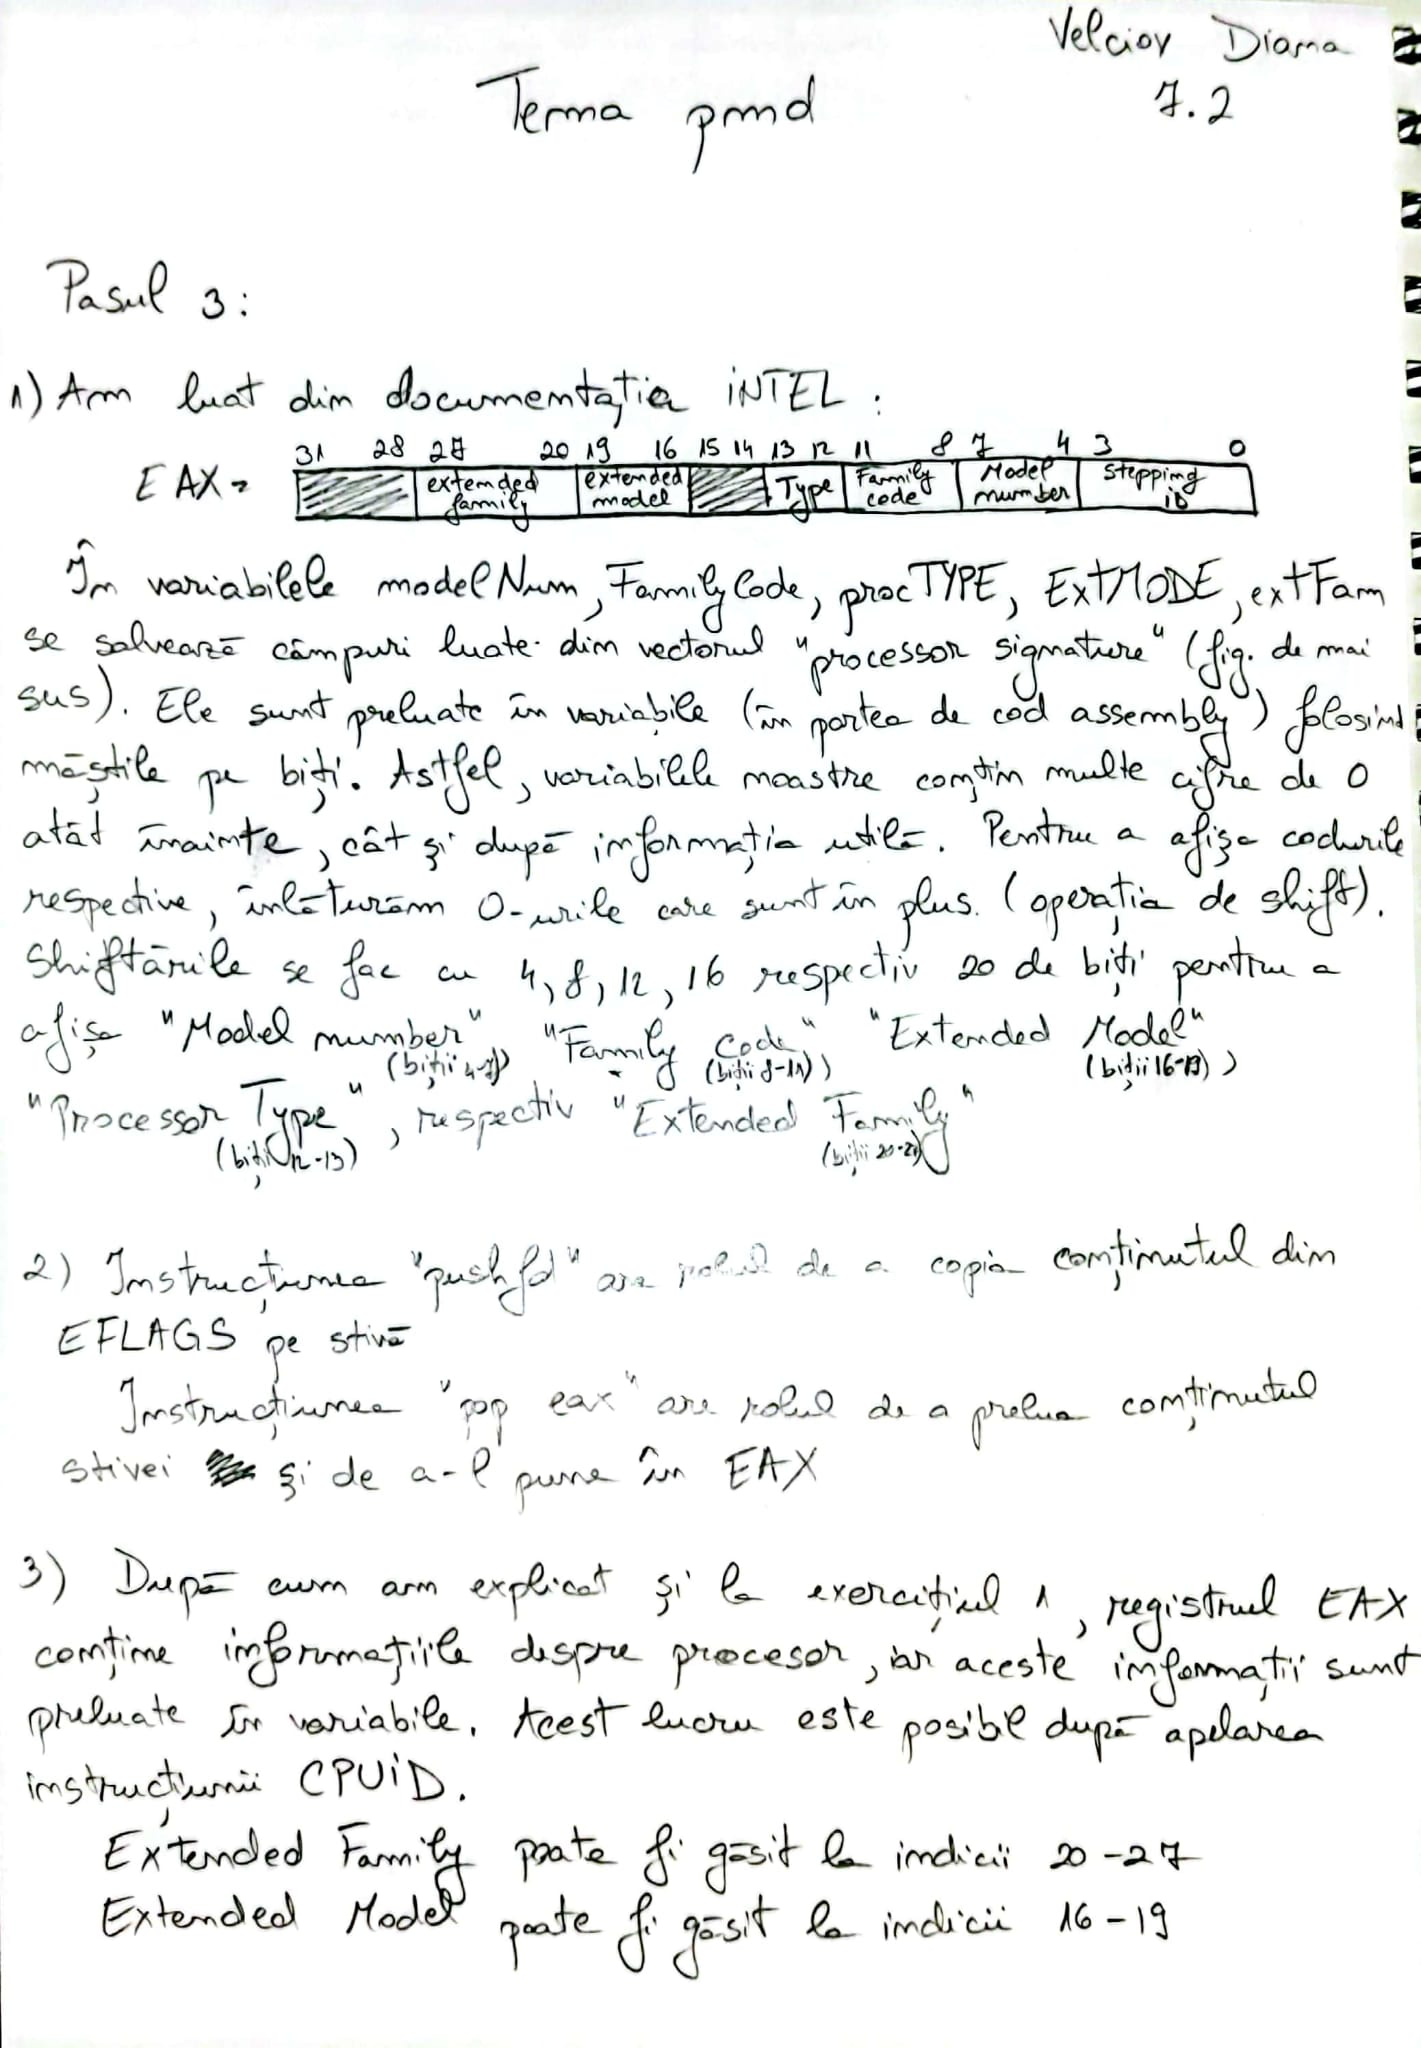 Velciov Diana
7.2
Tema pmd
Pasul 3:
1) Am luat din documentația INTEL :
31 28 27 20 19 16 15 14 13 12 11 8 7 4 3 0
EAX = extended family extended model Type Family code Model number Stepping iD
În variabilele modelNum, FamilyCode, procTYPE, ExtMODE, extFam
se salvează câmpuri luate din vectorul "processor signature" (fig. de mai
sus). Ele sunt preluate în variabile (în partea de cod assembly) folosind
măștile pe biți. Astfel, variabilele noastre conțin multe cifre de 0
atât înainte, cât și după informația utilă. Pentru a afișa codurile
respective, înlăturăm 0-urile care sunt în plus. (operația de shift).
Shiftările se fac cu 4, 8, 12, 16 respectiv 20 de biți pentru a
afișa "Model number" "Family Code" "Extended Model"
(biții 4-7) (biții 8-11) (biții 16-19),
"Processor Type", respectiv "Extended Family"
(biții 12-13) (biții 20-27)
2) Instrucțiunea "pushfd" are rolul de a copia conținutul din
EFLAGS pe stivă
Instrucțiunea "pop eax" are rolul de a prelua conținutul
stivei și de a-l pune în EAX
3) După cum am explicat și la exercițiul 1, registrul EAX
conține informațiile despre procesor, iar aceste informații sunt
preluate în variabile. Acest lucru este posibil după apelarea
instrucțiunii CPUiD.
Extended Family poate fi găsit la indicii 20-27
Extended Model poate fi găsit la indicii 16-19